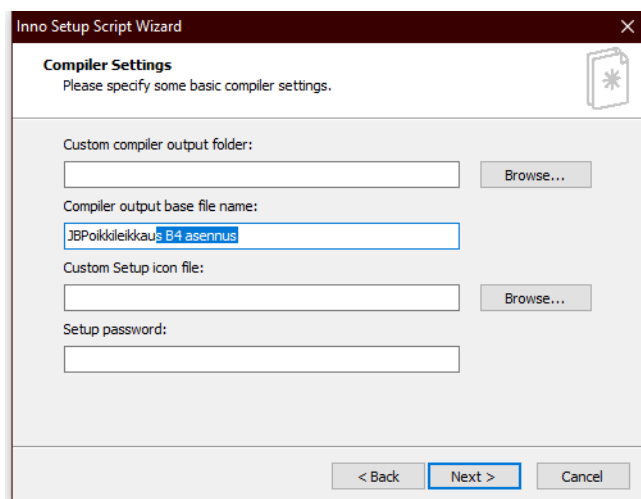 Inno Setup Script Wizard
Compiler Settings
Please specify some basic compiler settings.
Custom compiler output folder:
Browse...
Compiler output base file name:
JBPoikkileikkaus B4 asennus
Custom Setup icon file:
Browse...
Setup password:
< Back Next > Cancel